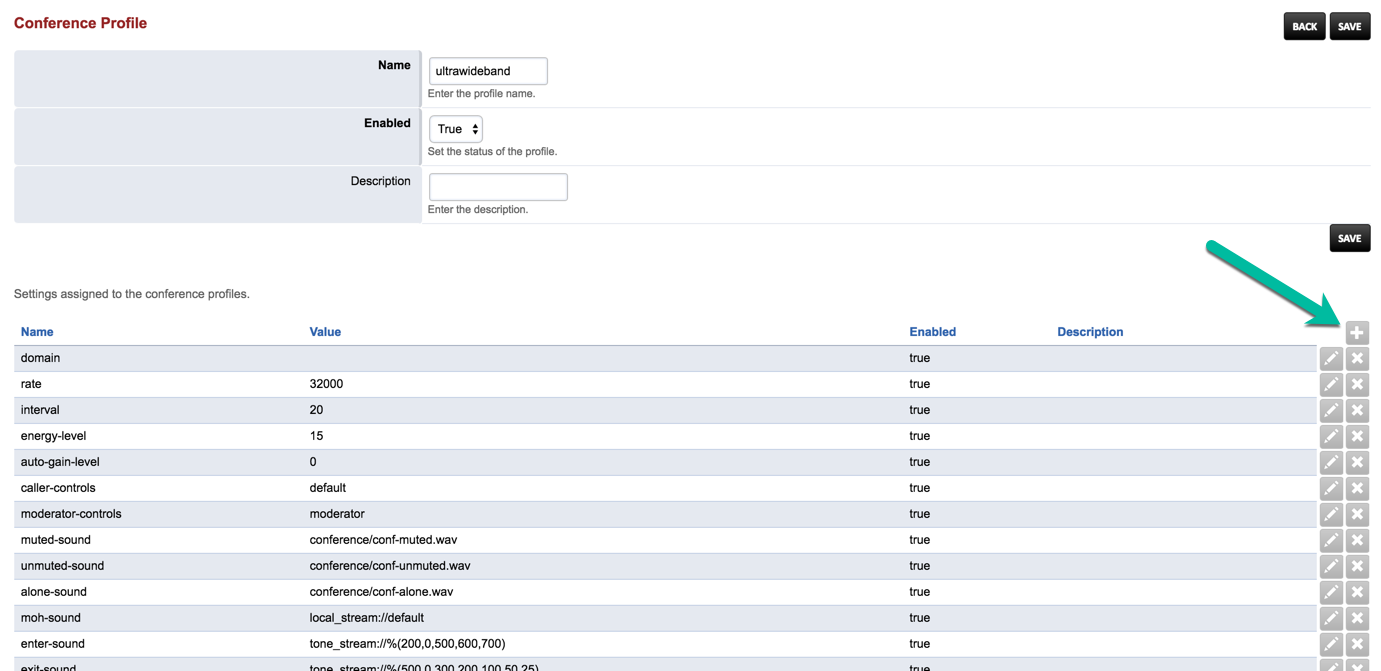 Conference Profile
BACK SAVE
Name
ultrawideband
Enter the profile name.
Enabled
True
Set the status of the profile.
Description
Enter the description.
SAVE
Settings assigned to the conference profiles.
Name Value Enabled Description
domain true
rate 32000 true
interval 20 true
energy-level 15 true
auto-gain-level 0 true
caller-controls default true
moderator-controls moderator true
muted-sound conference/conf-muted.wav true
unmuted-sound conference/conf-unmuted.wav true
alone-sound conference/conf-alone.wav true
moh-sound local_stream://default true
enter-sound tone_stream://%(200,0,500,600,700) true
exit-sound tone_stream://%(500,0,300,200,100,50,25) true